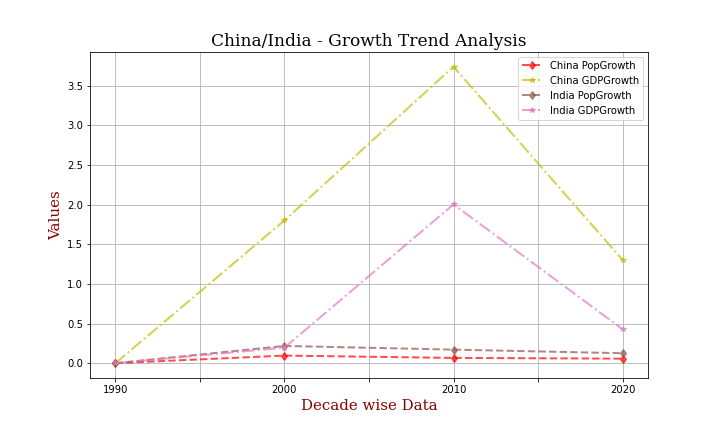 China/India - Growth Trend Analysis
China PopGrowth
China GDPGrowth
India PopGrowth
India GDPGrowth
Values
3.5
3.0
2.5
2.0
1.5
1.0
0.5
0.0
1990
2000
2010
2020
Decade wise Data